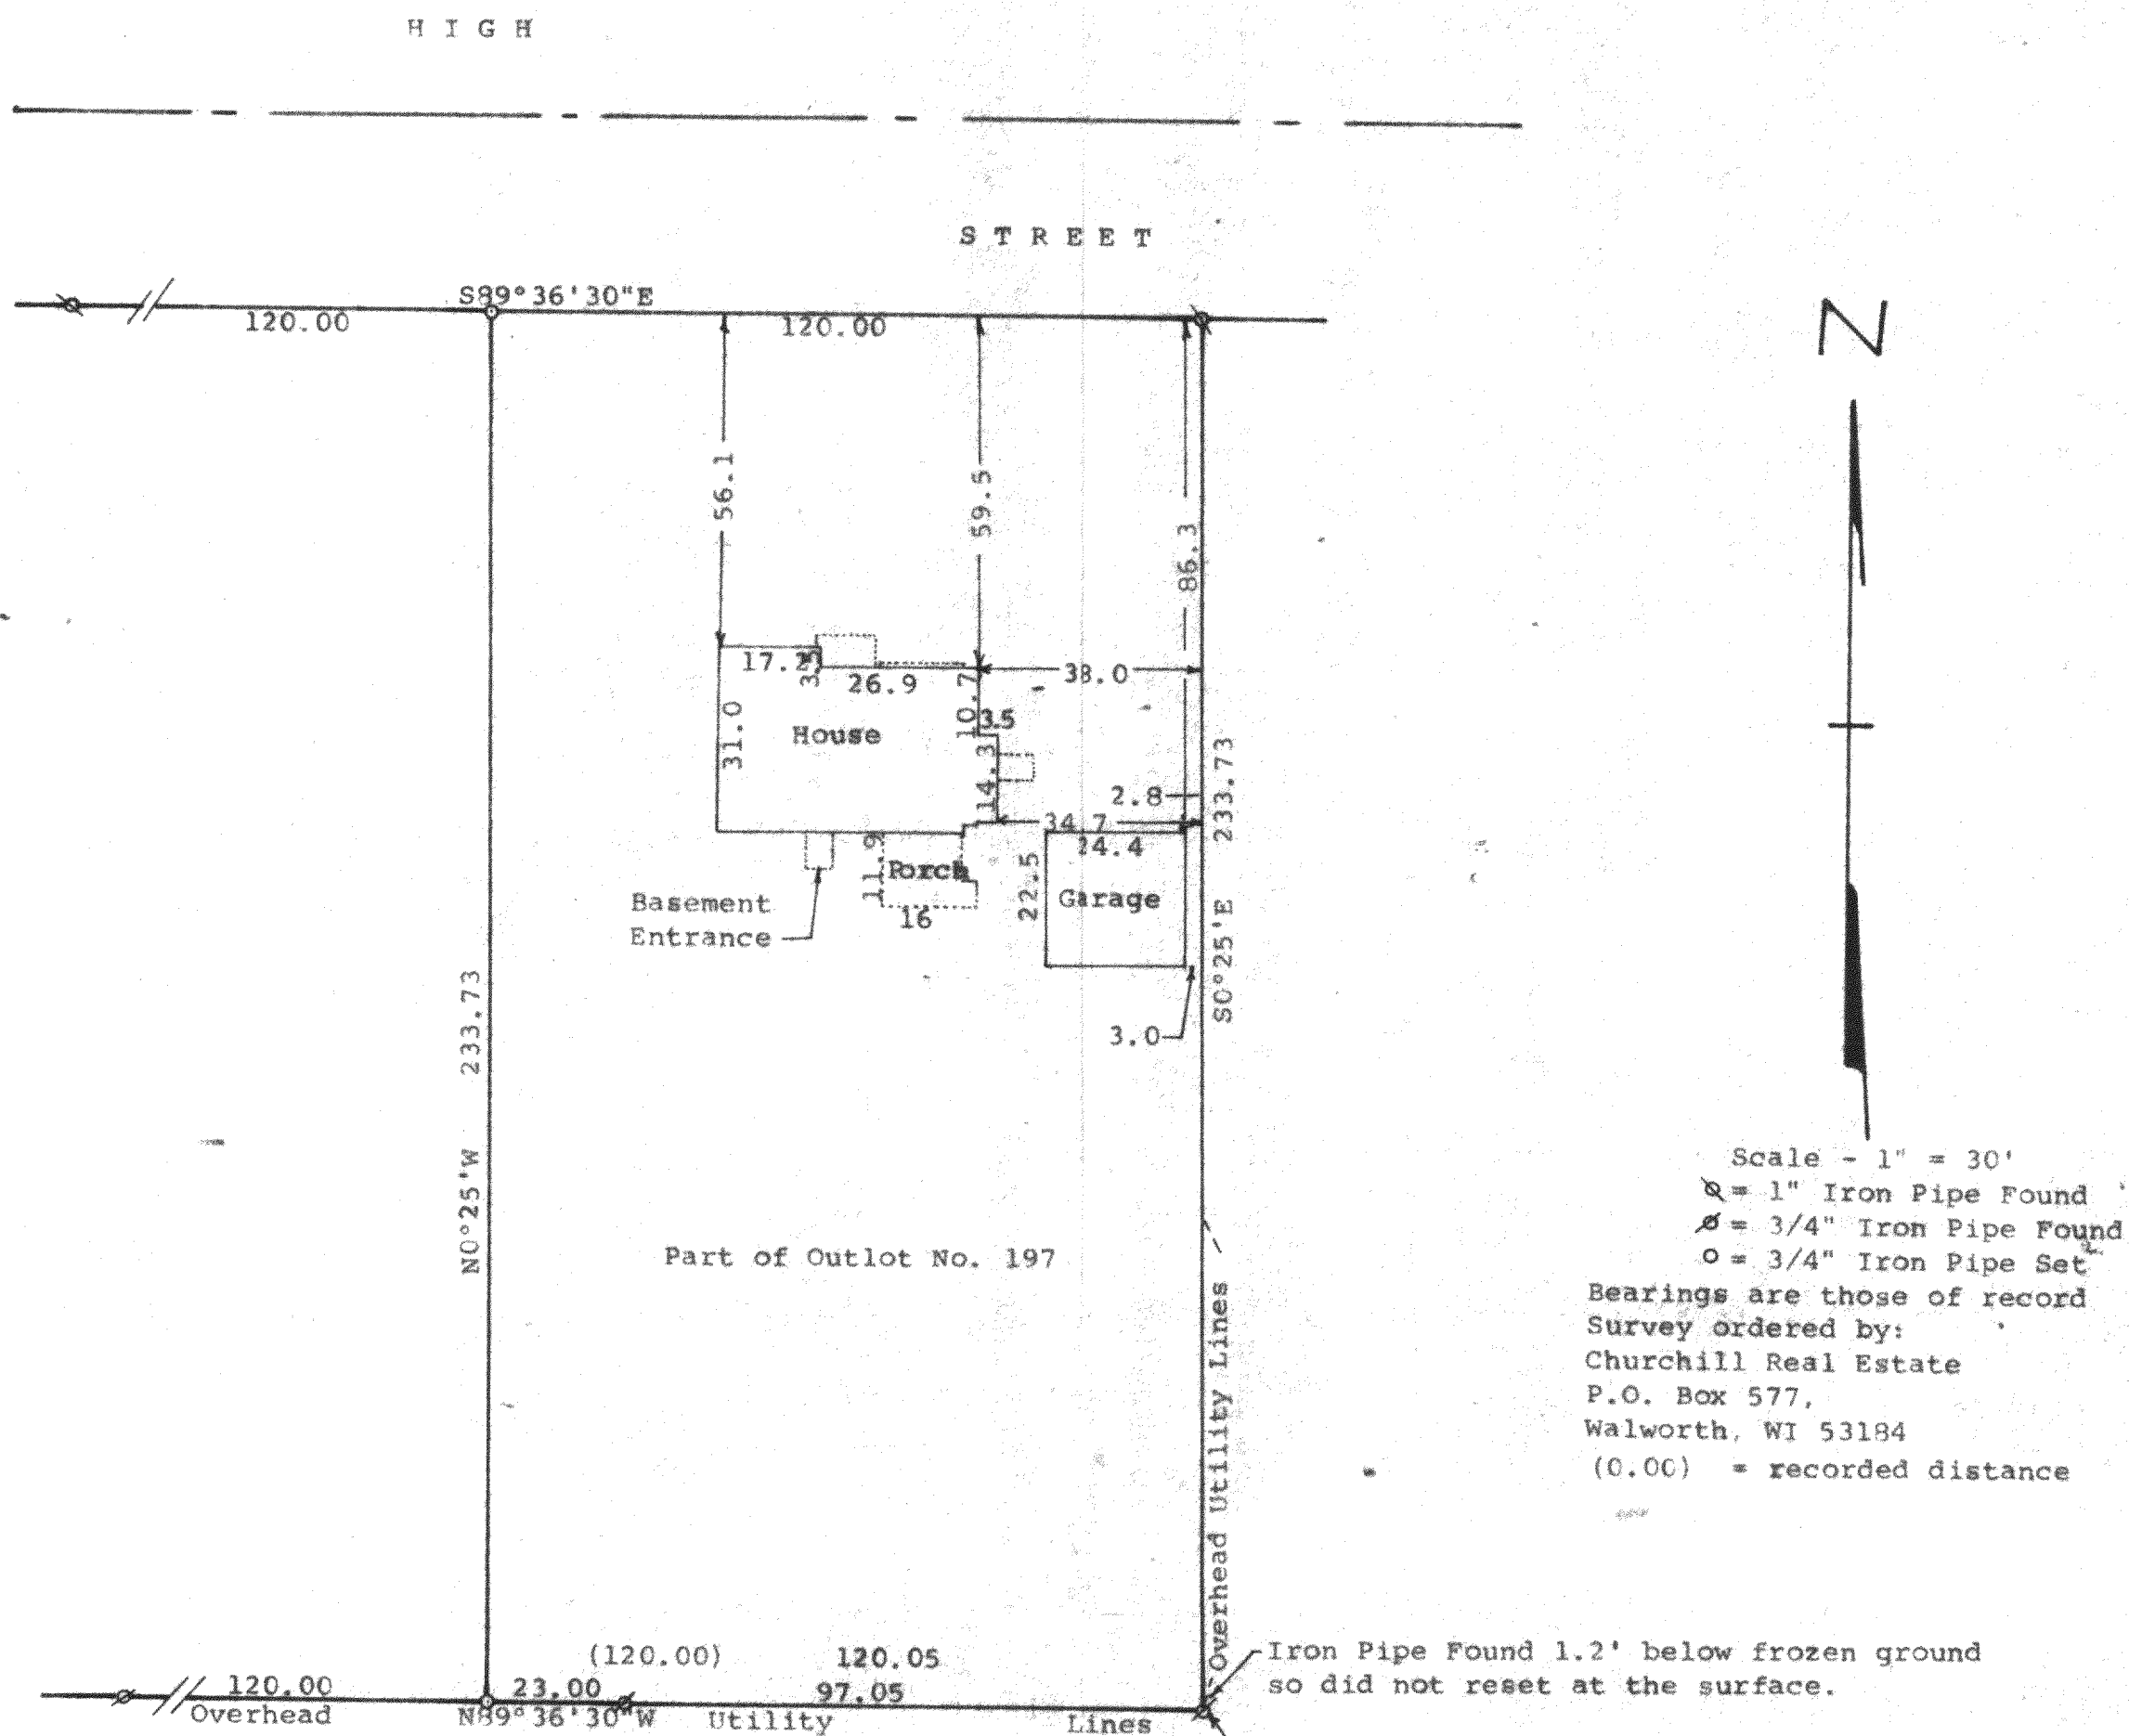 H I G H
S T R E E T
S89°36'30"E
120.00
120.00
56.1
59.5
86.3
17.2
3.5
26.9
38.0
10.7
3.5
House
31.0
14.3
2.8
233.73
34.7
24.4
11.9
Porch
22.5
Garage
16
Basement
Entrance
S0°25'E
3.0
233.73
N0°25'W
Part of Outlot No. 197
Overhead Utility Lines
N
Scale - 1" = 30'
= 1" Iron Pipe Found
= 3/4" Iron Pipe Found
= 3/4" Iron Pipe Set
Bearings are those of record
Survey ordered by:
Churchill Real Estate
P.O. Box 577,
Walworth, WI 53184
(0.00) = recorded distance
(120.00) 120.05
Iron Pipe Found 1.2' below frozen ground
so did not reset at the surface.
120.00 23.00 97.05
Overhead N89°36'30"W Utility Lines